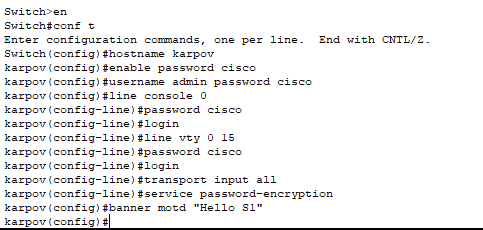 Switch>en
Switch#conf t
Enter configuration commands, one per line.  End with CNTL/Z.
Switch(config)#hostname karpov
karpov(config)#enable password cisco
karpov(config)#username admin password cisco
karpov(config)#line console 0
karpov(config-line)#password cisco
karpov(config-line)#login
karpov(config-line)#line vty 0 15
karpov(config-line)#password cisco
karpov(config-line)#login
karpov(config-line)#transport input all
karpov(config-line)#service password-encryption
karpov(config)#banner motd "Hello S1"
karpov(config)#